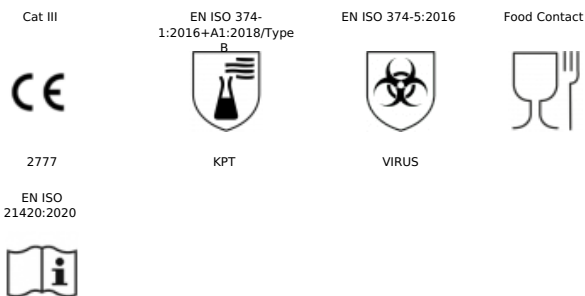 Cat III
EN ISO 374-
1:2016+A1:2018/Type
B
EN ISO 374-5:2016
Food Contact
CE
2777
KPT
VIRUS
EN ISO
21420:2020
i